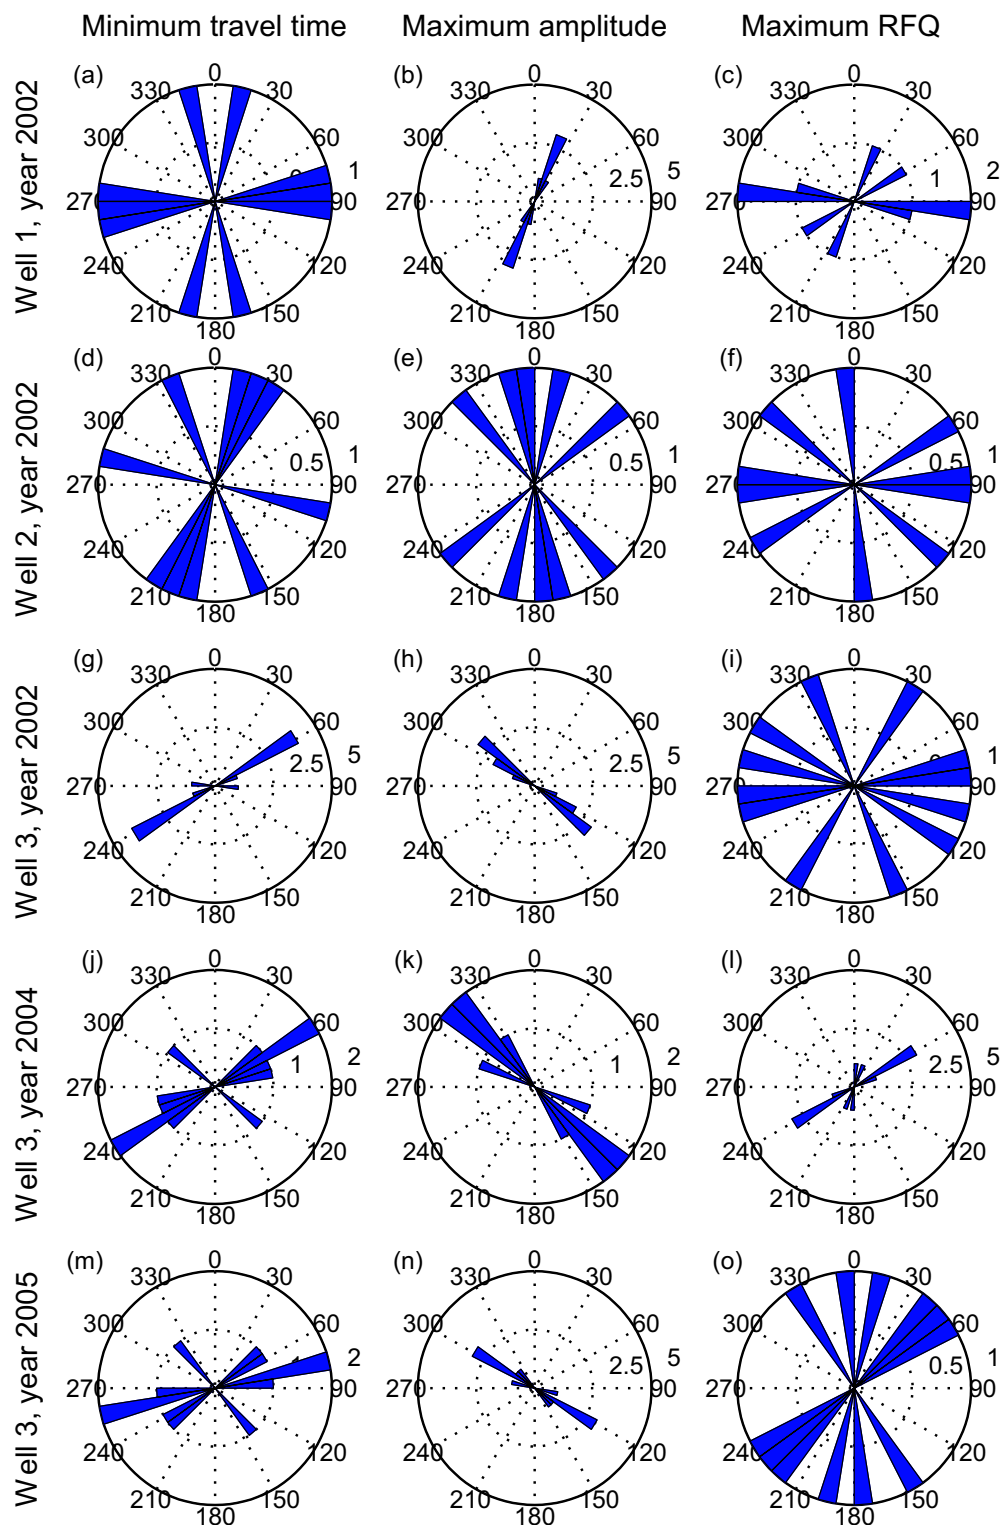 Minimum travel time Maximum amplitude Maximum RFQ
Well 1, year 2002
(a) 0 30 60 90 120 150 180 210 240 270 300 330 1
(b) 0 30 60 90 120 150 180 210 240 270 300 330 2.5 5
(c) 0 30 60 90 120 150 180 210 240 270 300 330 1 2
Well 2, year 2002
(d) 0 30 60 90 120 150 180 210 240 270 300 330 0.5 1
(e) 0 30 60 90 120 150 180 210 240 270 300 330 0.5 1
(f) 0 30 60 90 120 150 180 210 240 270 300 330 0.5 1
Well 3, year 2002
(g) 0 30 60 90 120 150 180 210 240 270 300 330 2.5 5
(h) 0 30 60 90 120 150 180 210 240 270 300 330 2.5 5
(i) 0 30 60 90 120 150 180 210 240 270 300 330 1
Well 3, year 2004
(j) 0 30 60 90 120 150 180 210 240 270 300 330 1 2
(k) 0 30 60 90 120 150 180 210 240 270 300 330 1 2
(l) 0 30 60 90 120 150 180 210 240 270 300 330 2.5 5
Well 3, year 2005
(m) 0 30 60 90 120 150 180 210 240 270 300 330 2
(n) 0 30 60 90 120 150 180 210 240 270 300 330 2.5 5
(o) 0 30 60 90 120 150 180 210 240 270 300 330 0.5 1